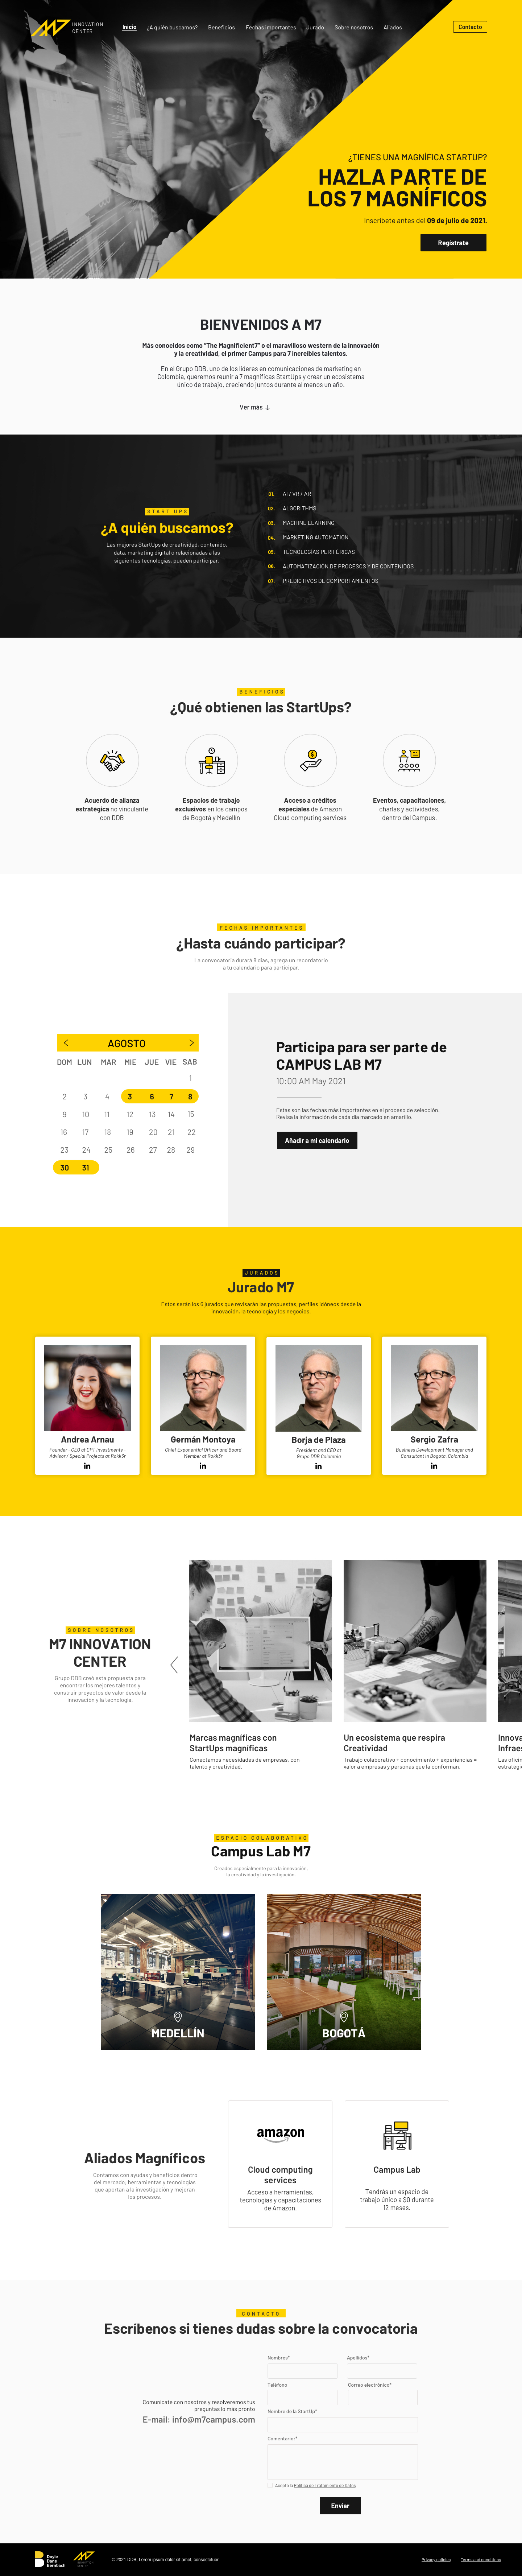 INNOVATION
CENTER
Inicio
¿A quién buscamos?
Beneficios
Fechas importantes
Jurado
Sobre nosotros
Aliados
Contacto
¿TIENES UNA MAGNÍFICA STARTUP?
HAZLA PARTE DE
LOS 7 MAGNÍFICOS
Inscríbete antes del 09 de julio de 2021.
Regístrate
BIENVENIDOS A M7
Más conocidos como "The Magnificient7" o el maravilloso western de la innovación
y la creatividad, el primer Campus para 7 increíbles talentos.
En el Grupo DDB, uno de los líderes en comunicaciones de marketing en
Colombia, queremos reunir a 7 magníficas StartUps y crear un ecosistema
único de trabajo, creciendo juntos durante al menos un año.
Ver más
START UPS
¿A quién buscamos?
Las mejores StartUps de creatividad, contenido,
data, marketing digital o relacionadas a las
siguientes tecnologías, pueden participar.
01. AI / VR / AR
02. ALGORITHMS
03. MACHINE LEARNING
04. MARKETING AUTOMATION
05. TECNOLOGÍAS PERIFÉRICAS
06. AUTOMATIZACIÓN DE PROCESOS Y DE CONTENIDOS
07. PREDICTIVOS DE COMPORTAMIENTOS
BENEFICIOS
¿Qué obtienen las StartUps?
Acuerdo de alianza
estratégica no vinculante
con DDB
Espacios de trabajo
exclusivos en los campos
de Bogotá y Medellín
Acceso a créditos
especiales de Amazon
Cloud computing services
Eventos, capacitaciones,
charlas y actividades,
dentro del Campus.
FECHAS IMPORTANTES
¿Hasta cuándo participar?
La convocatoria durará 6 días, agrega un recordatorio
a tu calendario para participar.
AGOSTO
DOM LUN MAR MIE JUE VIE SAB
1
2 3 4 3 6 7 8
9 10 11 12 13 14 15
16 17 18 19 20 21 22
23 24 25 26 27 28 29
30 31
Participa para ser parte de
CAMPUS LAB M7
10:00 AM May 2021
Estas son las fechas más importantes en el proceso de selección.
Revisa la información de cada día marcado en amarillo.
Añadir a mi calendario
JURADOS
Jurado M7
Estos serán los 6 jurados que revisarán las propuestas, perfiles idóneos desde la
innovación, la tecnología y los negocios.
Andrea Arnau
Founder - CEO at CPT Investments -
Advisor / Special Projects at Rokk3r
in
Germán Montoya
Chief Exponential Officer and Board
Member at Rokk3r
in
Borja de Plaza
President and CEO at
Grupo DDB Colombia
in
Sergio Zafra
Business Development Manager and
Consultant in Bogota, Colombia
in
SOBRE NOSOTROS
M7 INNOVATION
CENTER
Grupo DDB creó esta propuesta para
encontrar los mejores talentos y
construir proyectos de valor desde la
innovación y la tecnología.
Marcas magníficas con
StartUps magníficas
Conectamos necesidades de empresas, con
talento y creatividad.
Un ecosistema que respira
Creatividad
Trabajo colaborativo + conocimiento + experiencias =
valor a empresas y personas que la conforman.
Innova
Infraes
Las oficin
estratégic
ESPACIO COLABORATIVO
Campus Lab M7
Creados especialmente para la innovación,
la creatividad y la investigación.
MEDELLÍN
BOGOTÁ
Aliados Magníficos
Contamos con ayudas y beneficios dentro
del mercado; herramientas y tecnologías
que aportan a la investigación y mejoran
los procesos.
amazon
Cloud computing
services
Acceso a herramientas,
tecnologías y capacitaciones
de Amazon.
Campus Lab
Tendrás un espacio de
trabajo único a $0 durante
12 meses.
CONTACTO
Escríbenos si tienes dudas sobre la convocatoria
Comunícate con nosotros y resolveremos tus
preguntas lo más pronto
E-mail: info@m7campus.com
Nombres*
Apellidos*
Teléfono
Correo electrónico*
Nombre de la StartUp*
Comentario:*
Acepto la Política de Tratamiento de Datos
Enviar
Doyle
Dane
Bernbach
© 2021 DDB, Lorem ipsum dolor sit amet, consectetuer
Privacy policies
Terms and conditions